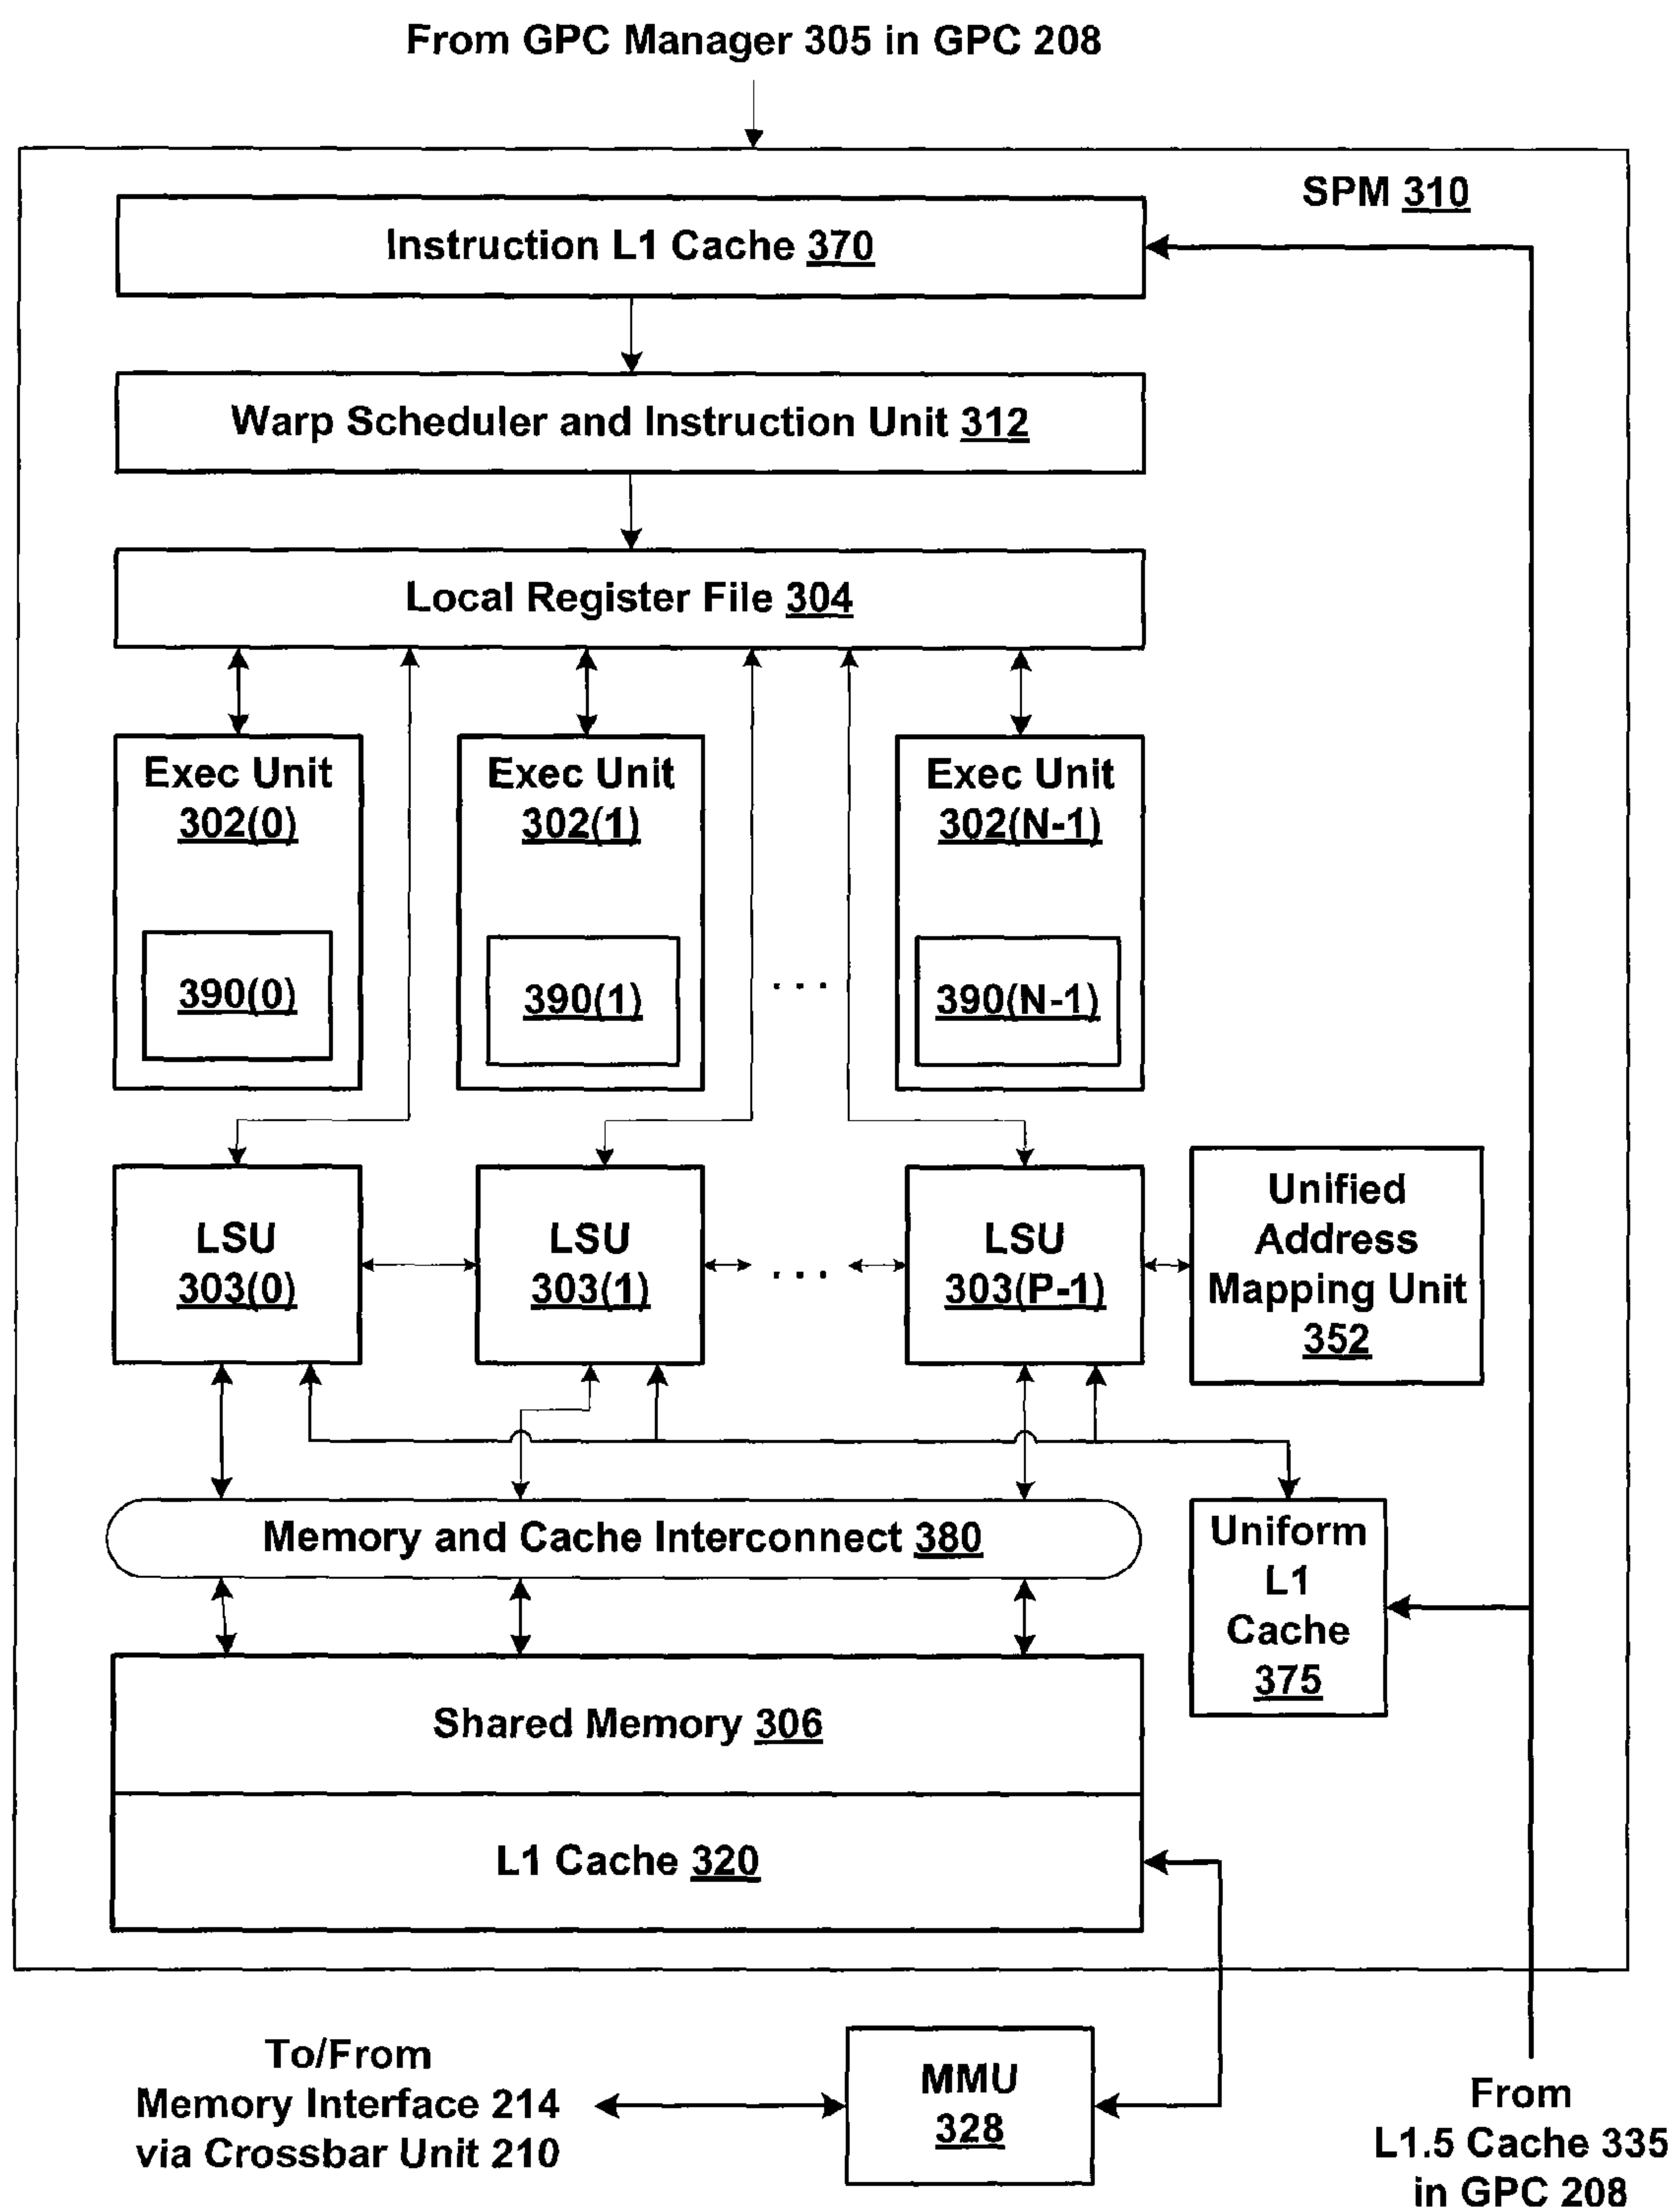 From GPC Manager 305 in GPC 208
SPM 310
Instruction L1 Cache 370
Warp Scheduler and Instruction Unit 312
Local Register File 304
Exec Unit
302(0)
390(0)
Exec Unit
302(1)
390(1)
. . .
Exec Unit
302(N-1)
390(N-1)
LSU
303(0)
LSU
303(1)
. . .
LSU
303(P-1)
Unified
Address
Mapping Unit
352
Memory and Cache Interconnect 380
Uniform
L1
Cache
375
Shared Memory 306
L1 Cache 320
To/From
Memory Interface 214
via Crossbar Unit 210
MMU
328
From
L1.5 Cache 335
in GPC 208